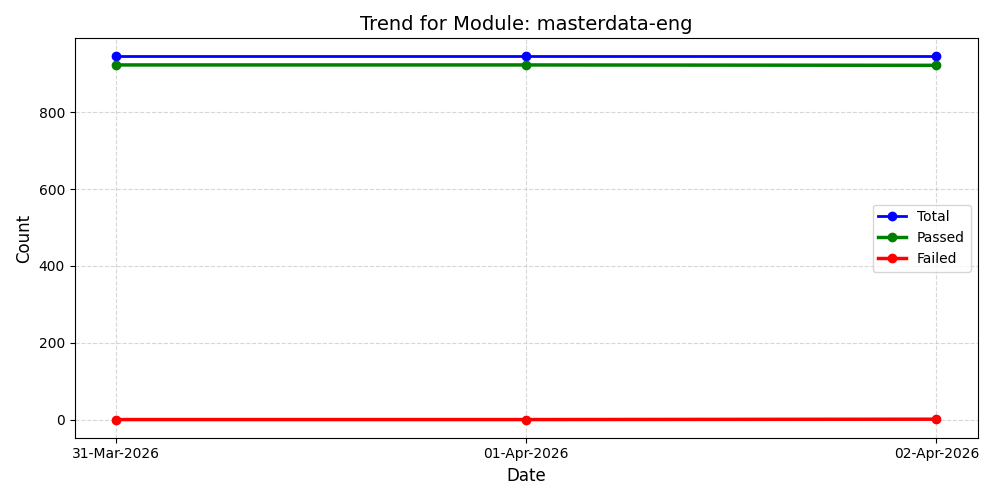 Trend for Module: masterdata-eng
Count
800
600
400
200
0
Total
Passed
Failed
31-Mar-2026
01-Apr-2026
02-Apr-2026
Date